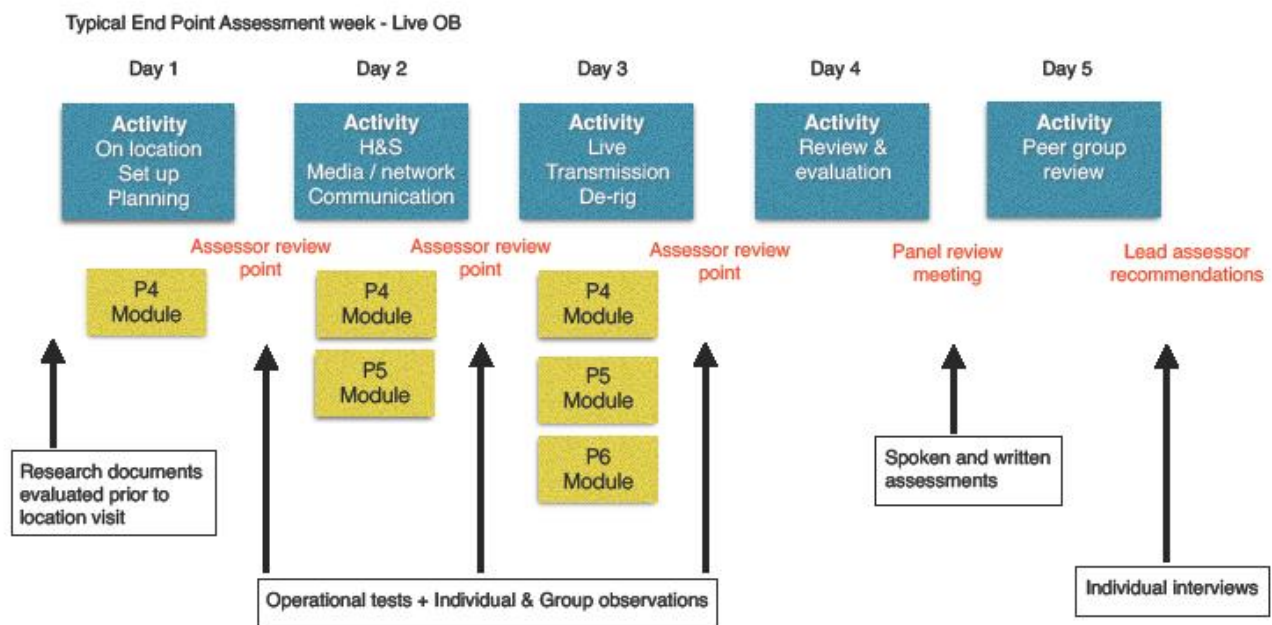 Typical End Point Assessment week - Live OB
Day 1
Day 2
Day 3
Day 4
Day 5
Activity
On location
Set up
Planning
Activity
H&S
Media / network
Communication
Activity
Live
Transmission
De-rig
Activity
Review &
evaluation
Activity
Peer group
review
Assessor review
point
Assessor review
point
Assessor review
point
Panel review
meeting
Lead assessor
recommendations
P4
Module
P4
Module
P5
Module
P4
Module
P5
Module
P6
Module
Research documents
evaluated prior to
location visit
Spoken and written
assessments
Operational tests + Individual & Group observations
Individual interviews